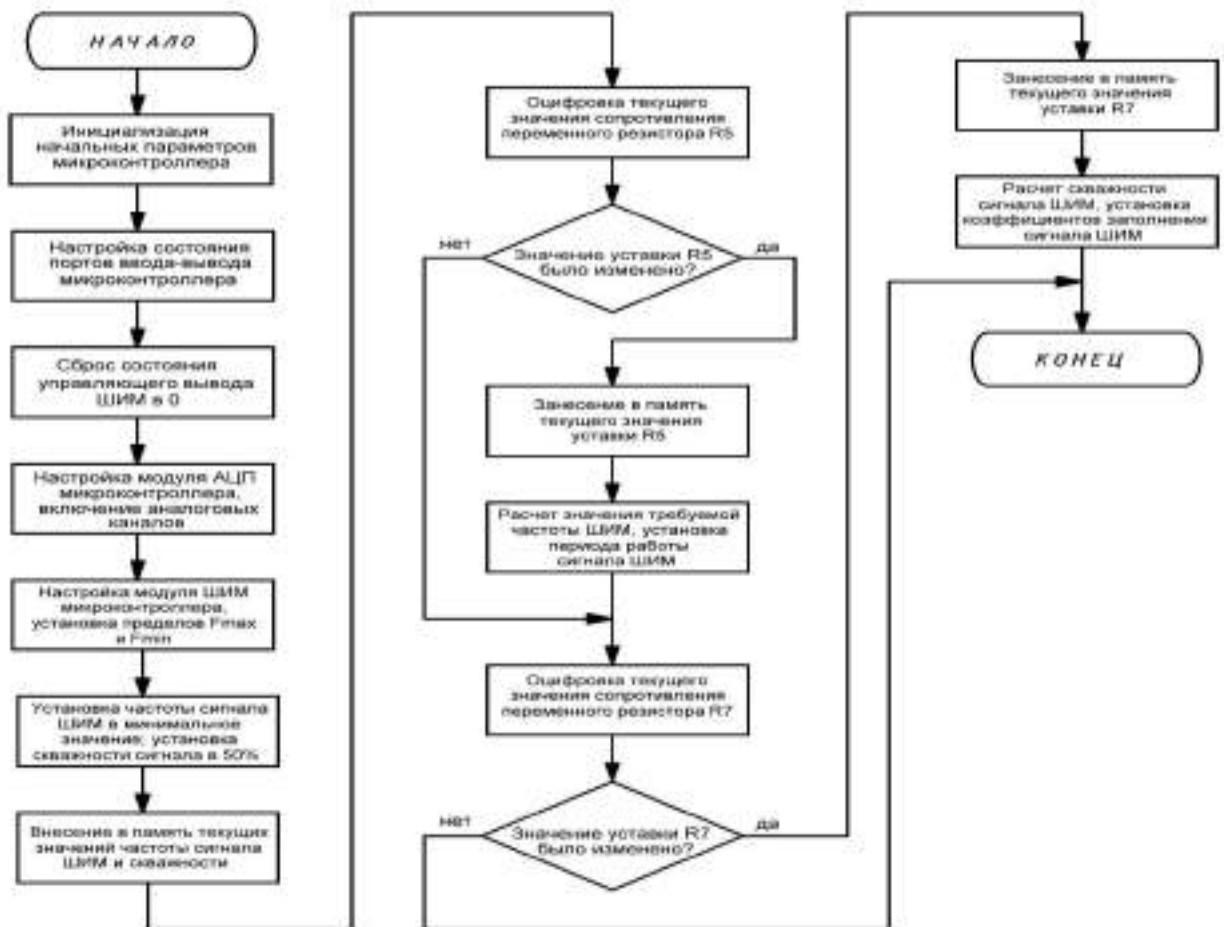 НАЧАЛО
Инициализация
начальных параметров
микроконтроллера
Настройка состояния
портов ввода-вывода
микроконтроллера
Сброс состояния
управляющего вывода
ШИМ в 0
Настройка модуля АЦП
микроконтроллера,
включение аналоговых
каналов
Настройка модуля ШИМ
микроконтроллера,
установка пределов Fmax
и Fmin
Установка частоты сигнала
ШИМ в минимальное
значение; установка
скважности сигнала в 50%
Внесение в память текущих
значений частоты сигнала
ШИМ и скважности
Оцифровка текущего
значения сопротивления
переменного резистора R5
нет
Значение уставки R5
было изменено?
да
Занесение в память
текущего значения
уставки R5
Расчет значения требуемой
частоты ШИМ, установка
периода работы
сигнала ШИМ
Оцифровка текущего
значения сопротивления
переменного резистора R7
нет
Значение уставки R7
было изменено?
да
Занесение в память
текущего значения
уставки R7
Расчет скважности
сигнала ШИМ, установка
коэффициентов заполнения
сигнала ШИМ
КОНЕЦ